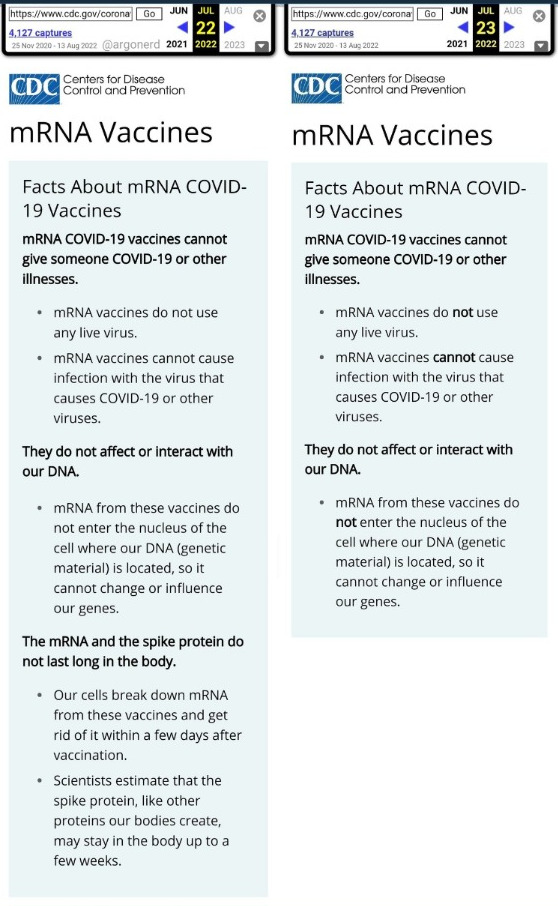 https://www.cdc.gov/corona Go JUN JUL AUG
4,127 captures 22
25 Nov 2020 - 13 Aug 2022 @argonerd 2021 2022 2023
CDC Centers for Disease
Control and Prevention
mRNA Vaccines
Facts About mRNA COVID-
19 Vaccines
mRNA COVID-19 vaccines cannot
give someone COVID-19 or other
illnesses.
• mRNA vaccines do not use
any live virus.
• mRNA vaccines cannot cause
infection with the virus that
causes COVID-19 or other
viruses.
They do not affect or interact with
our DNA.
• mRNA from these vaccines do
not enter the nucleus of the
cell where our DNA (genetic
material) is located, so it
cannot change or influence
our genes.
The mRNA and the spike protein do
not last long in the body.
• Our cells break down mRNA
from these vaccines and get
rid of it within a few days after
vaccination.
• Scientists estimate that the
spike protein, like other
proteins our bodies create,
may stay in the body up to a
few weeks.
https://www.cdc.gov/corona Go JUN JUL AUG
4,127 captures 23
25 Nov 2020 - 13 Aug 2022 2021 2022 2023
CDC Centers for Disease
Control and Prevention
mRNA Vaccines
Facts About mRNA COVID-
19 Vaccines
mRNA COVID-19 vaccines cannot
give someone COVID-19 or other
illnesses.
• mRNA vaccines do not use
any live virus.
• mRNA vaccines cannot cause
infection with the virus that
causes COVID-19 or other
viruses.
They do not affect or interact with
our DNA.
• mRNA from these vaccines do
not enter the nucleus of the
cell where our DNA (genetic
material) is located, so it
cannot change or influence
our genes.